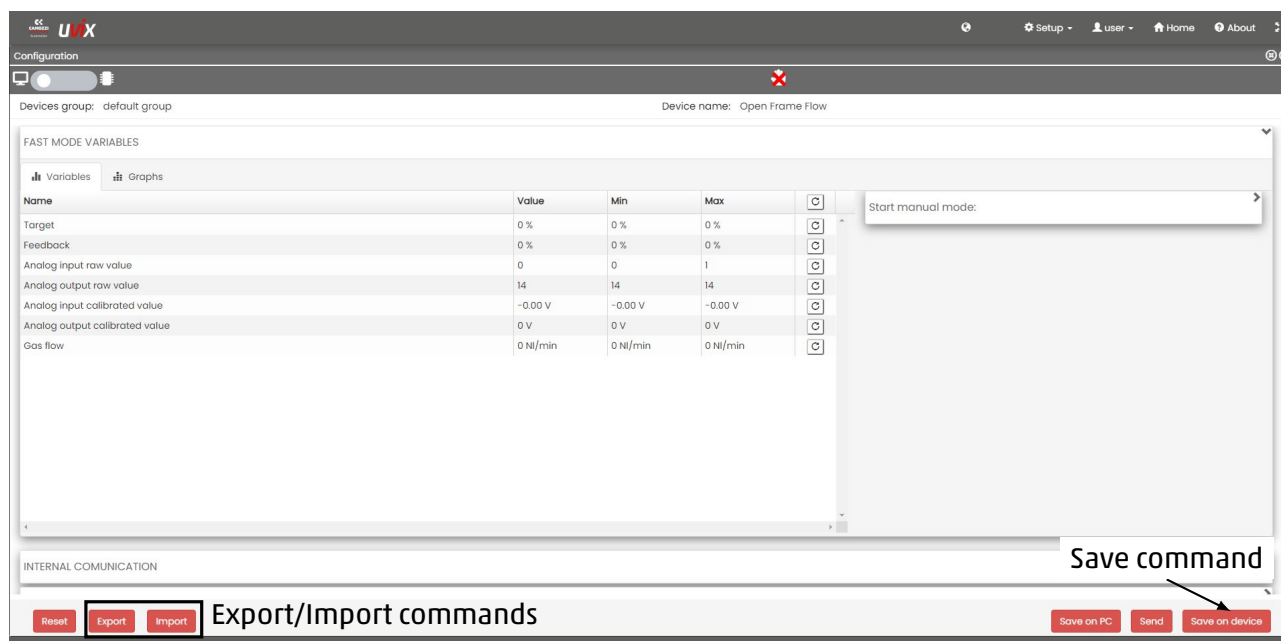 CAMOZZI UVIX Setup user Home About
Configuration
Devices group: default group Device name: Open Frame Flow
FAST MODE VARIABLES
Variables Graphs
Name Value Min Max
Start manual mode:
Target 0 % 0 % 0 %
Feedback 0 % 0 % 0 %
Analog input raw value 0 0 1
Analog output raw value 14 14 14
Analog input calibrated value -0.00 V -0.00 V -0.00 V
Analog output calibrated value 0 V 0 V 0 V
Gas flow 0 Nl/min 0 Nl/min 0 Nl/min
INTERNAL COMUNICATION
Save command
Reset Export Import Export/Import commands Save on PC Send Save on device